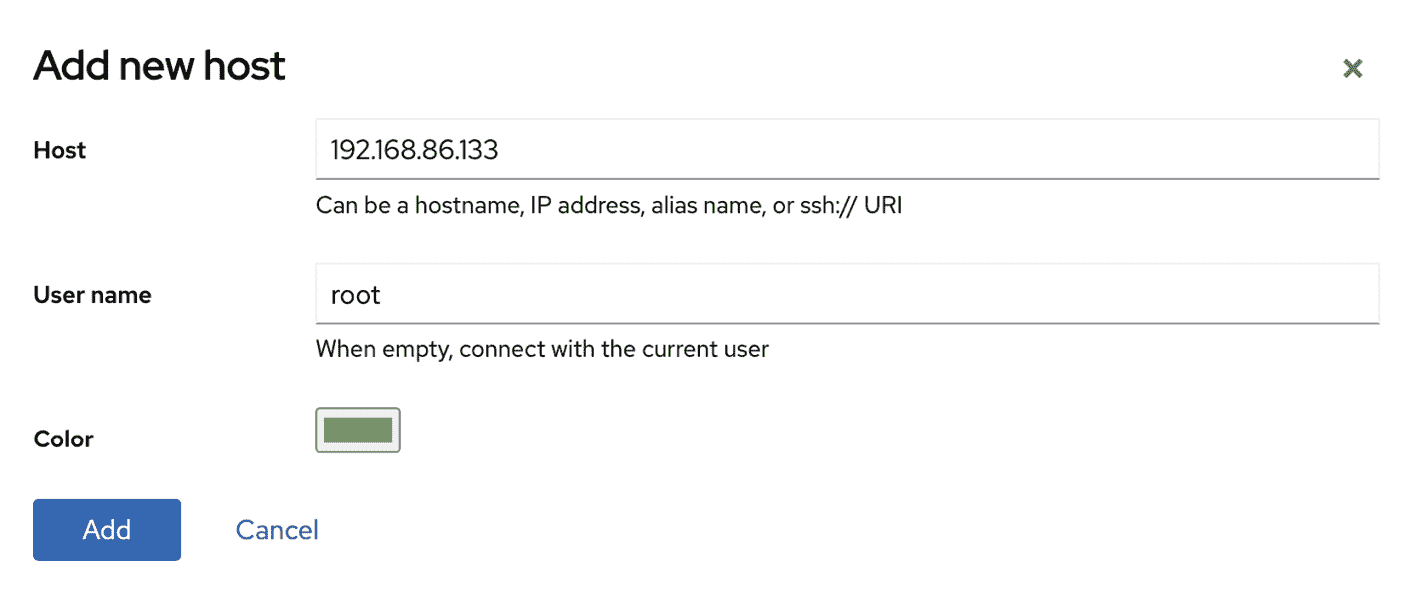 Add new host
Host
192.168.86.133
Can be a hostname, IP address, alias name, or ssh:// URI
User name
root
When empty, connect with the current user
Color
Add
Cancel